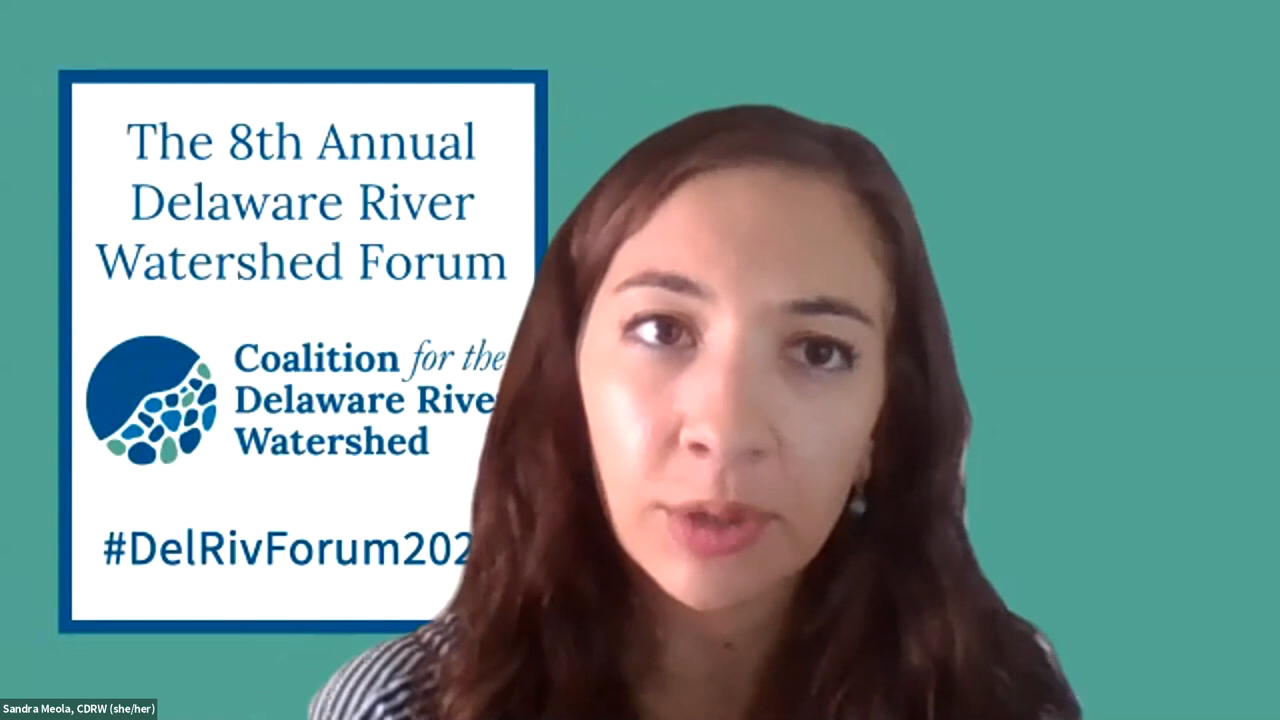 The 8th Annual
Delaware River
Watershed Forum
Coalition for the
Delaware Rive
Watershed
#DelRivForum202
Sandra Meola, CDRW (she/her)